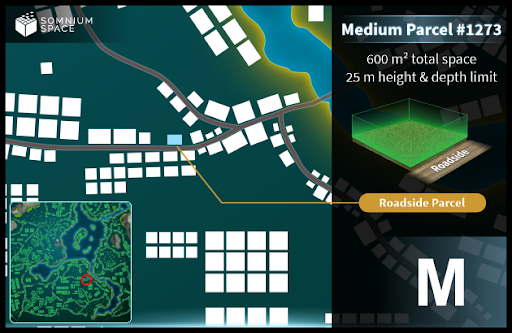 SOMNIUM
SPACE
Medium Parcel #1273
600 m² total space
25 m height & depth limit
Roadside
Roadside Parcel
M